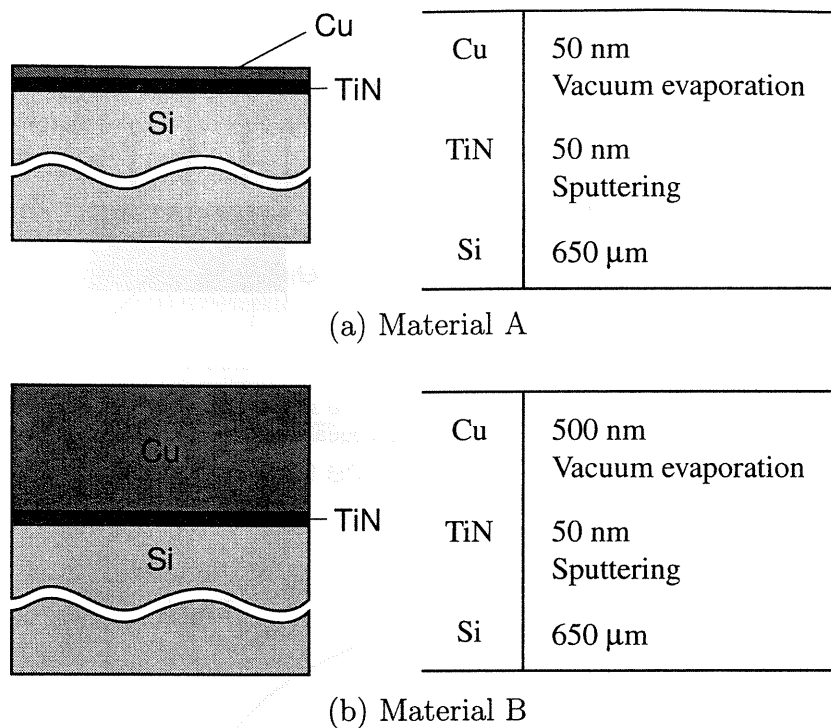 Cu
TiN
Si
Cu 50 nm
Vacuum evaporation
TiN 50 nm
Sputtering
Si 650 μm
(a) Material A
Cu
TiN
Si
Cu 500 nm
Vacuum evaporation
TiN 50 nm
Sputtering
Si 650 μm
(b) Material B